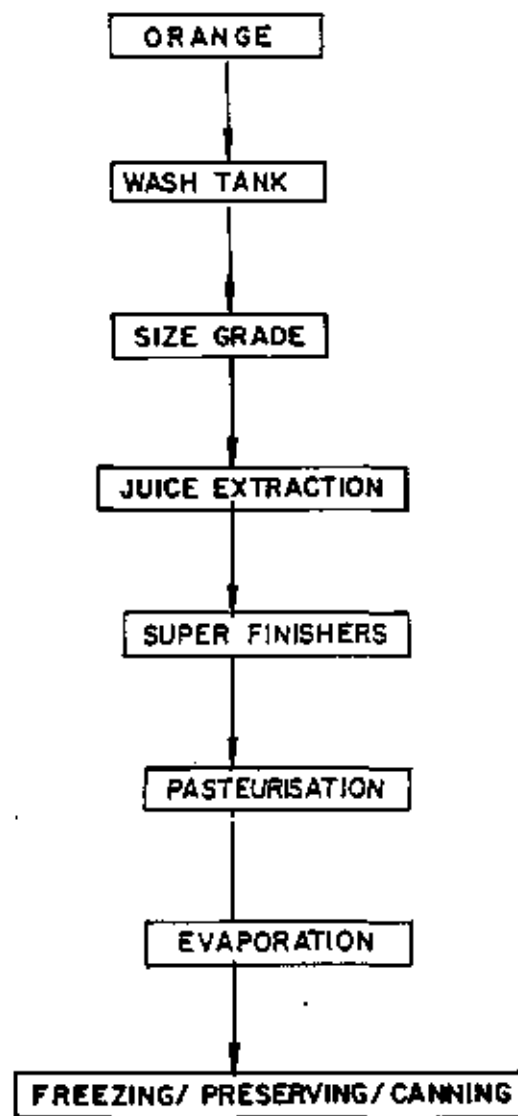 ORANGE
WASH TANK
SIZE GRADE
JUICE EXTRACTION
SUPER FINISHERS
PASTEURISATION
EVAPORATION
FREEZING/ PRESERVING/ CANNING